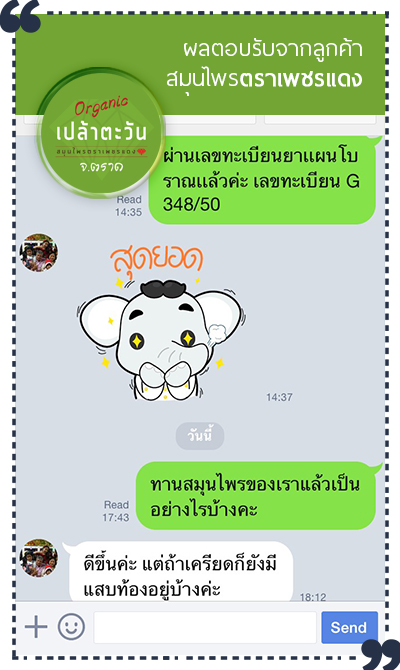 ผลตอบรับจากลูกค้า
สมุนไพรตราเพชรแดง
Organic
เปล้าตะวัน
สมุนไพรตราเพชรแดง
จ.ตราด
ผ่านเลขทะเบียนยาแผนโบ
ราณแล้วค่ะ เลขทะเบียน G
348/50
Read
14:35
สุดยอด
14:37
วันนี้
ทานสมุนไพรของเราแล้วเป็น
อย่างไรบ้างคะ
Read
17:43
ดีขึ้นค่ะ แต่ถ้าเครียดก็ยังมี
แสบท้องอยู่บ้างค่ะ
18:12
Send